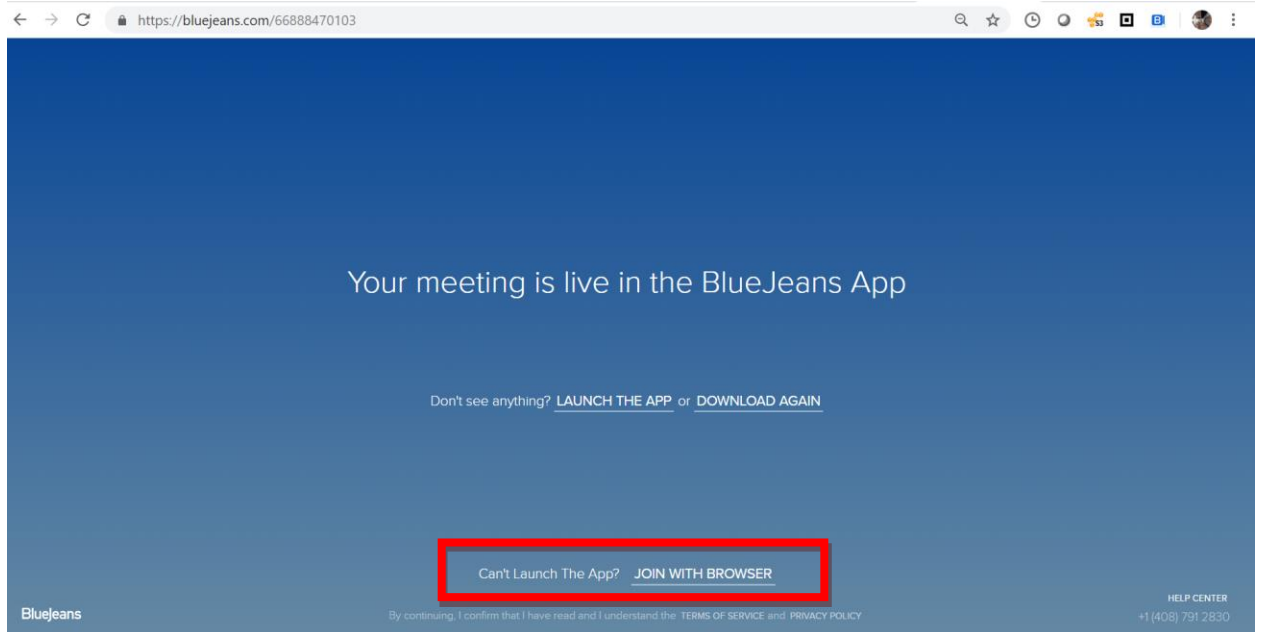 https://bluejeans.com/66888470103
53
B
Your meeting is live in the BlueJeans App
Don't see anything? LAUNCH THE APP or DOWNLOAD AGAIN
Can't Launch The App? JOIN WITH BROWSER
HELP CENTER
BlueJeans
By continuing, I confirm that I have read and I understand the TERMS OF SERVICE and PRIVACY POLICY
+1 (408) 791 2830